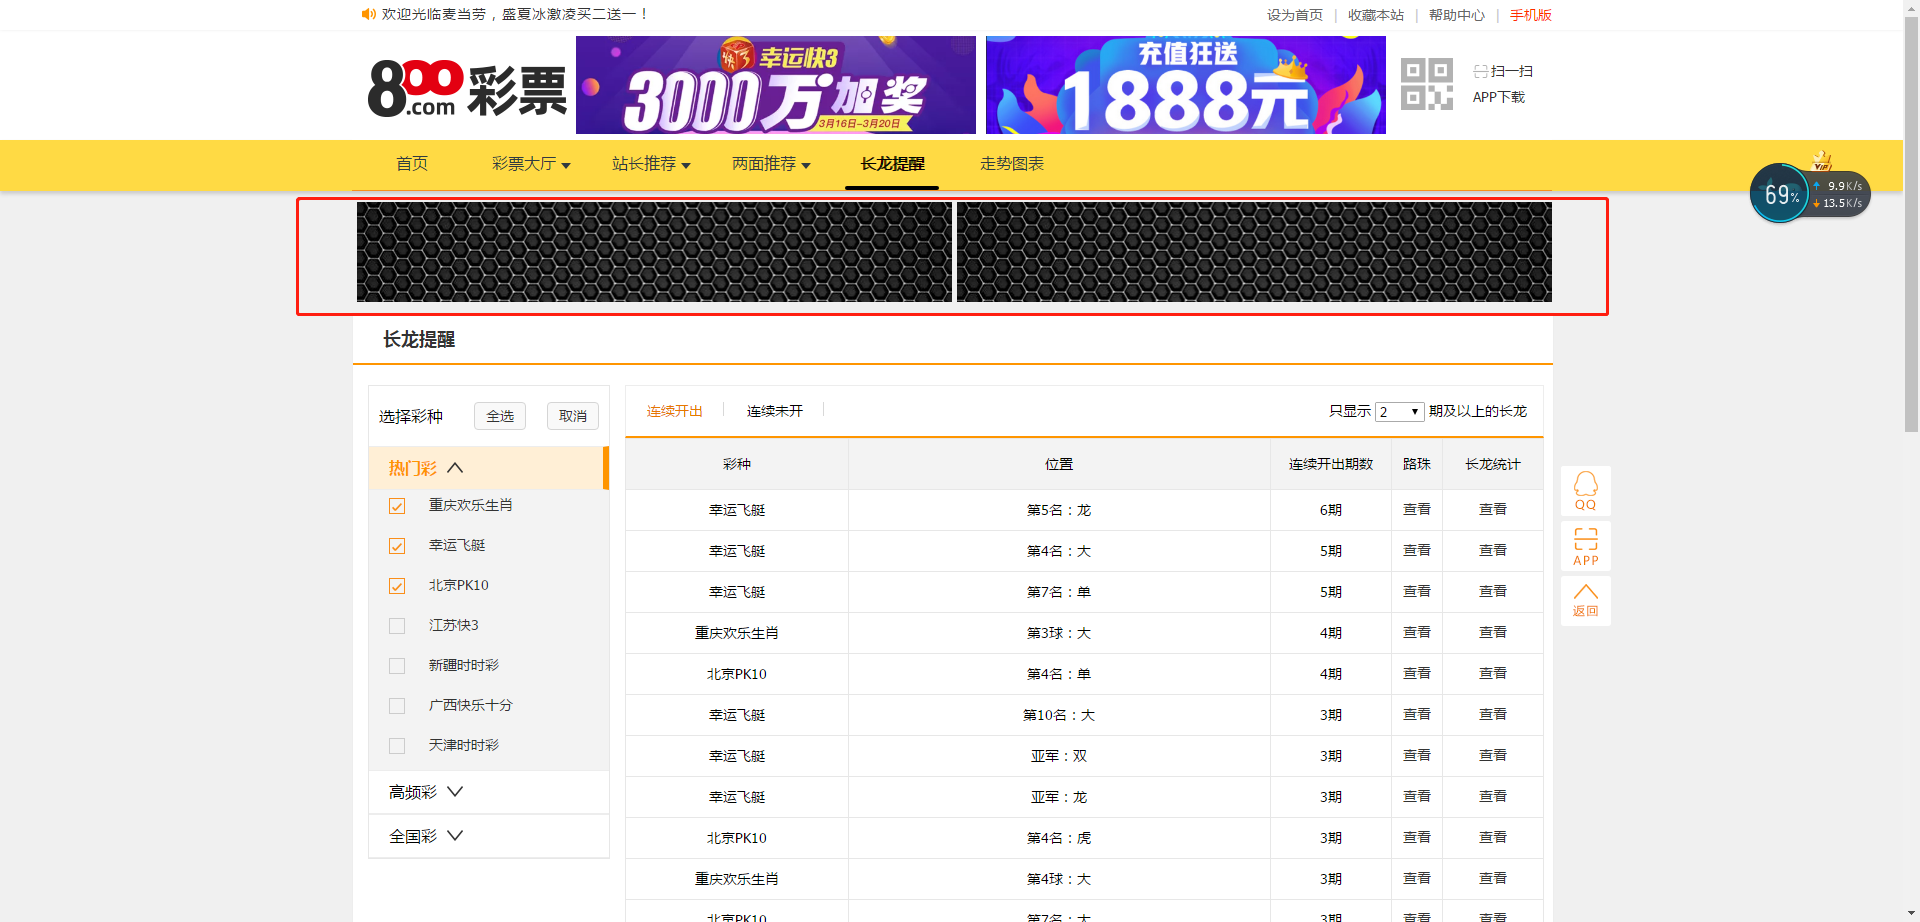 欢迎光临麦当劳，盛夏冰激凌买二送一！
设为首页 | 收藏本站 | 帮助中心 | 手机版
800.com彩票
快3
幸运快3
3000万加奖
3月16日-3月20日
充值狂送
1888元
扫一扫
APP下载
首页 彩票大厅 站长推荐 两面推荐 长龙提醒 走势图表
VIP
69%
9.9K/s
13.5K/s
长龙提醒
选择彩种 全选 取消
热门彩
重庆欢乐生肖
幸运飞艇
北京PK10
江苏快3
新疆时时彩
广西快乐十分
天津时时彩
高频彩
全国彩
连续开出 连续未开 只显示 2 期及以上的长龙
彩种 位置 连续开出期数 路珠 长龙统计
幸运飞艇 第5名：龙 6期 查看 查看
幸运飞艇 第4名：大 5期 查看 查看
幸运飞艇 第7名：单 5期 查看 查看
重庆欢乐生肖 第3球：大 4期 查看 查看
北京PK10 第4名：单 4期 查看 查看
幸运飞艇 第10名：大 3期 查看 查看
幸运飞艇 亚军：双 3期 查看 查看
幸运飞艇 亚军：龙 3期 查看 查看
北京PK10 第4名：虎 3期 查看 查看
重庆欢乐生肖 第4球：大 3期 查看 查看
北京PK10 第7名：大 3期 查看 查看
QQ
APP
返回